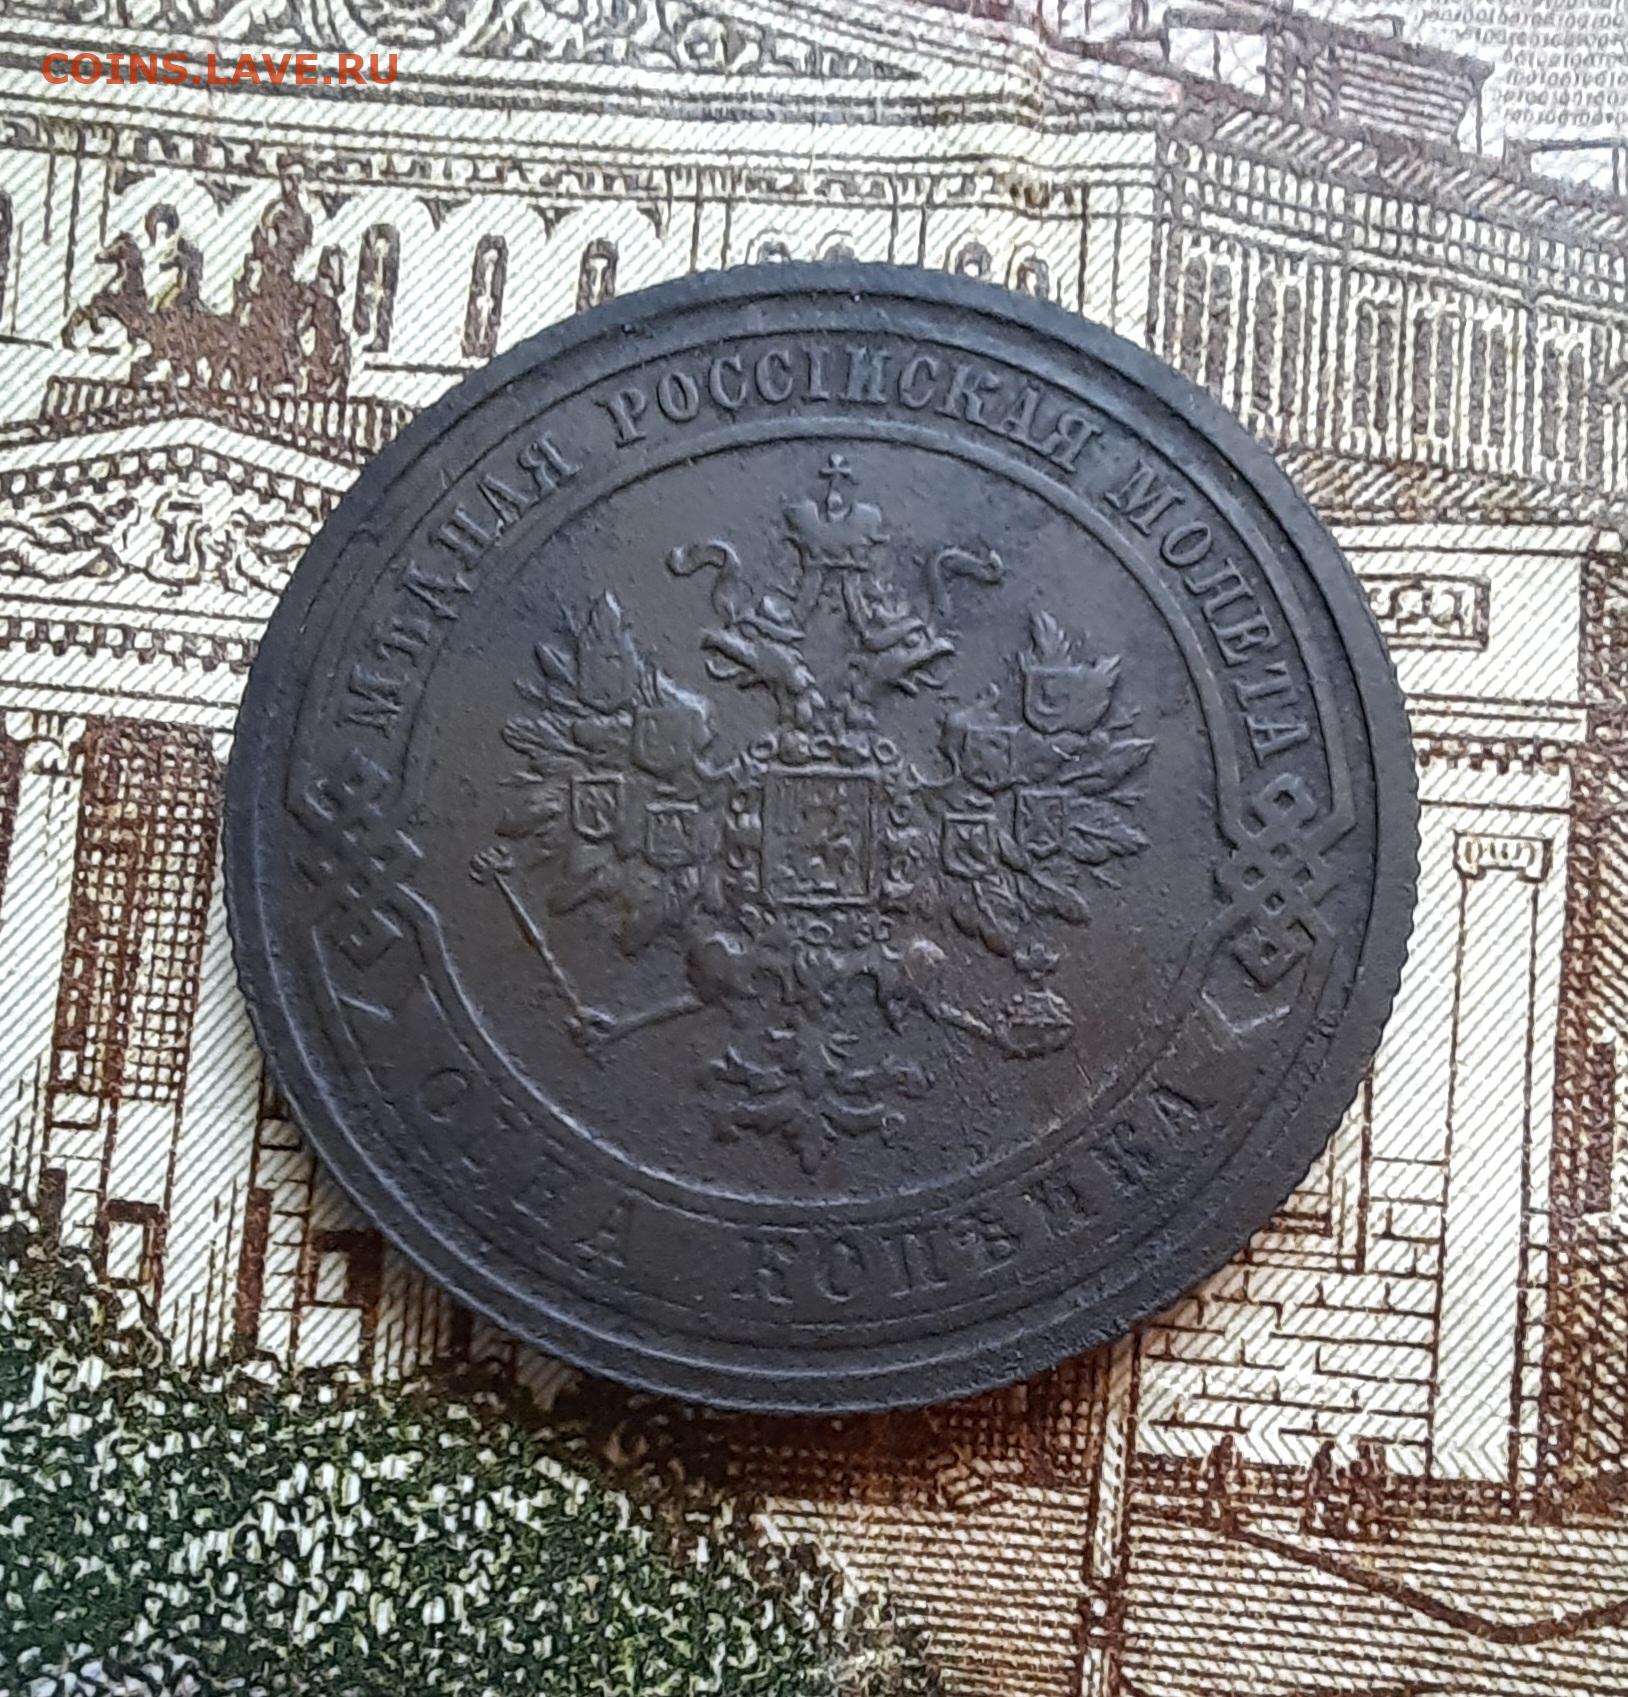 COINS.LAVE.RU
МѢДНАЯ РОССІЙСКАЯ МОНЕТА
ОДНА КОПѢЙКА